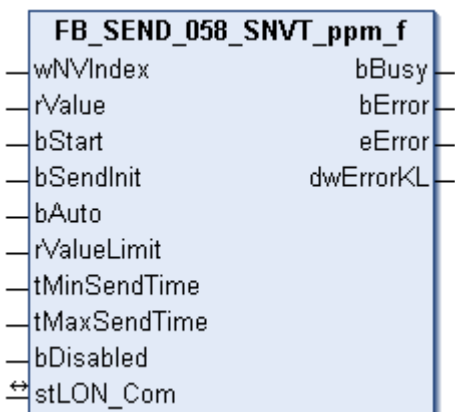 FB_SEND_058_SNVT_ppm_f
wNVIndex bBusy
rValue bError
bStart eError
bSendInit dwErrorKL
bAuto
rValueLimit
tMinSendTime
tMaxSendTime
bDisabled
stLON_Com